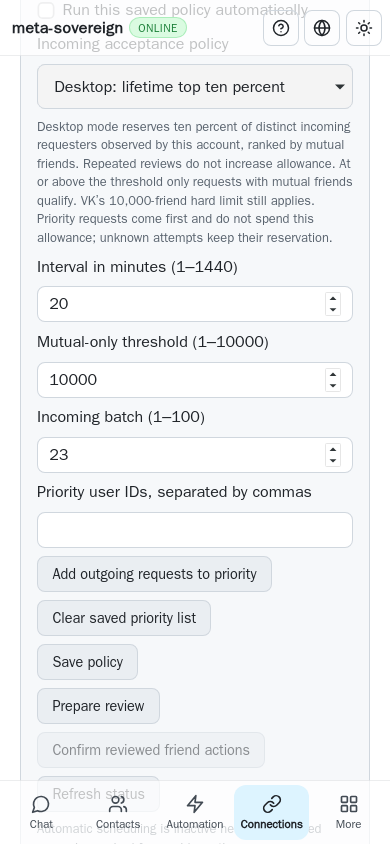 Run this saved policy automatically
meta-sovereign
ONLINE
Incoming acceptance policy
Desktop: lifetime top ten percent
Desktop mode reserves ten percent of distinct incoming
requesters observed by this account, ranked by mutual
friends. Repeated reviews do not increase allowance. At
or above the threshold only requests with mutual friends
qualify. VK's 10,000-friend hard limit still applies.
Priority requests come first and do not spend this
allowance; unknown attempts keep their reservation.
Interval in minutes (1–1440)
20
Mutual-only threshold (1–10000)
10000
Incoming batch (1–100)
23
Priority user IDs, separated by commas
Add outgoing requests to priority
Clear saved priority list
Save policy
Prepare review
Confirm reviewed friend actions
Refresh status
Chat
Contacts
Automation
Connections
More
Automatic scheduling is inactive